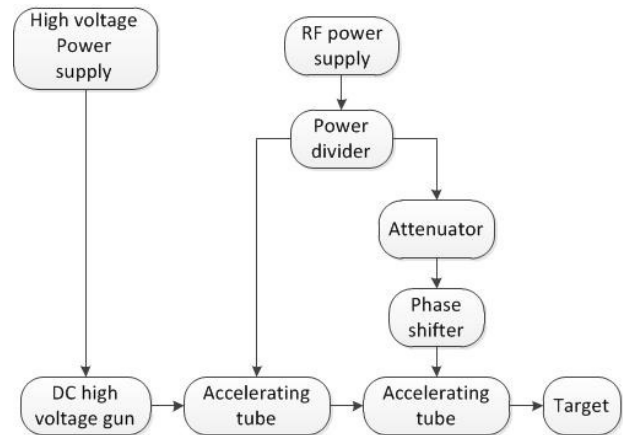 High voltage
Power
supply
RF power
supply
Power
divider
Attenuator
Phase
shifter
DC high
voltage gun
Accelerating
tube
Accelerating
tube
Target